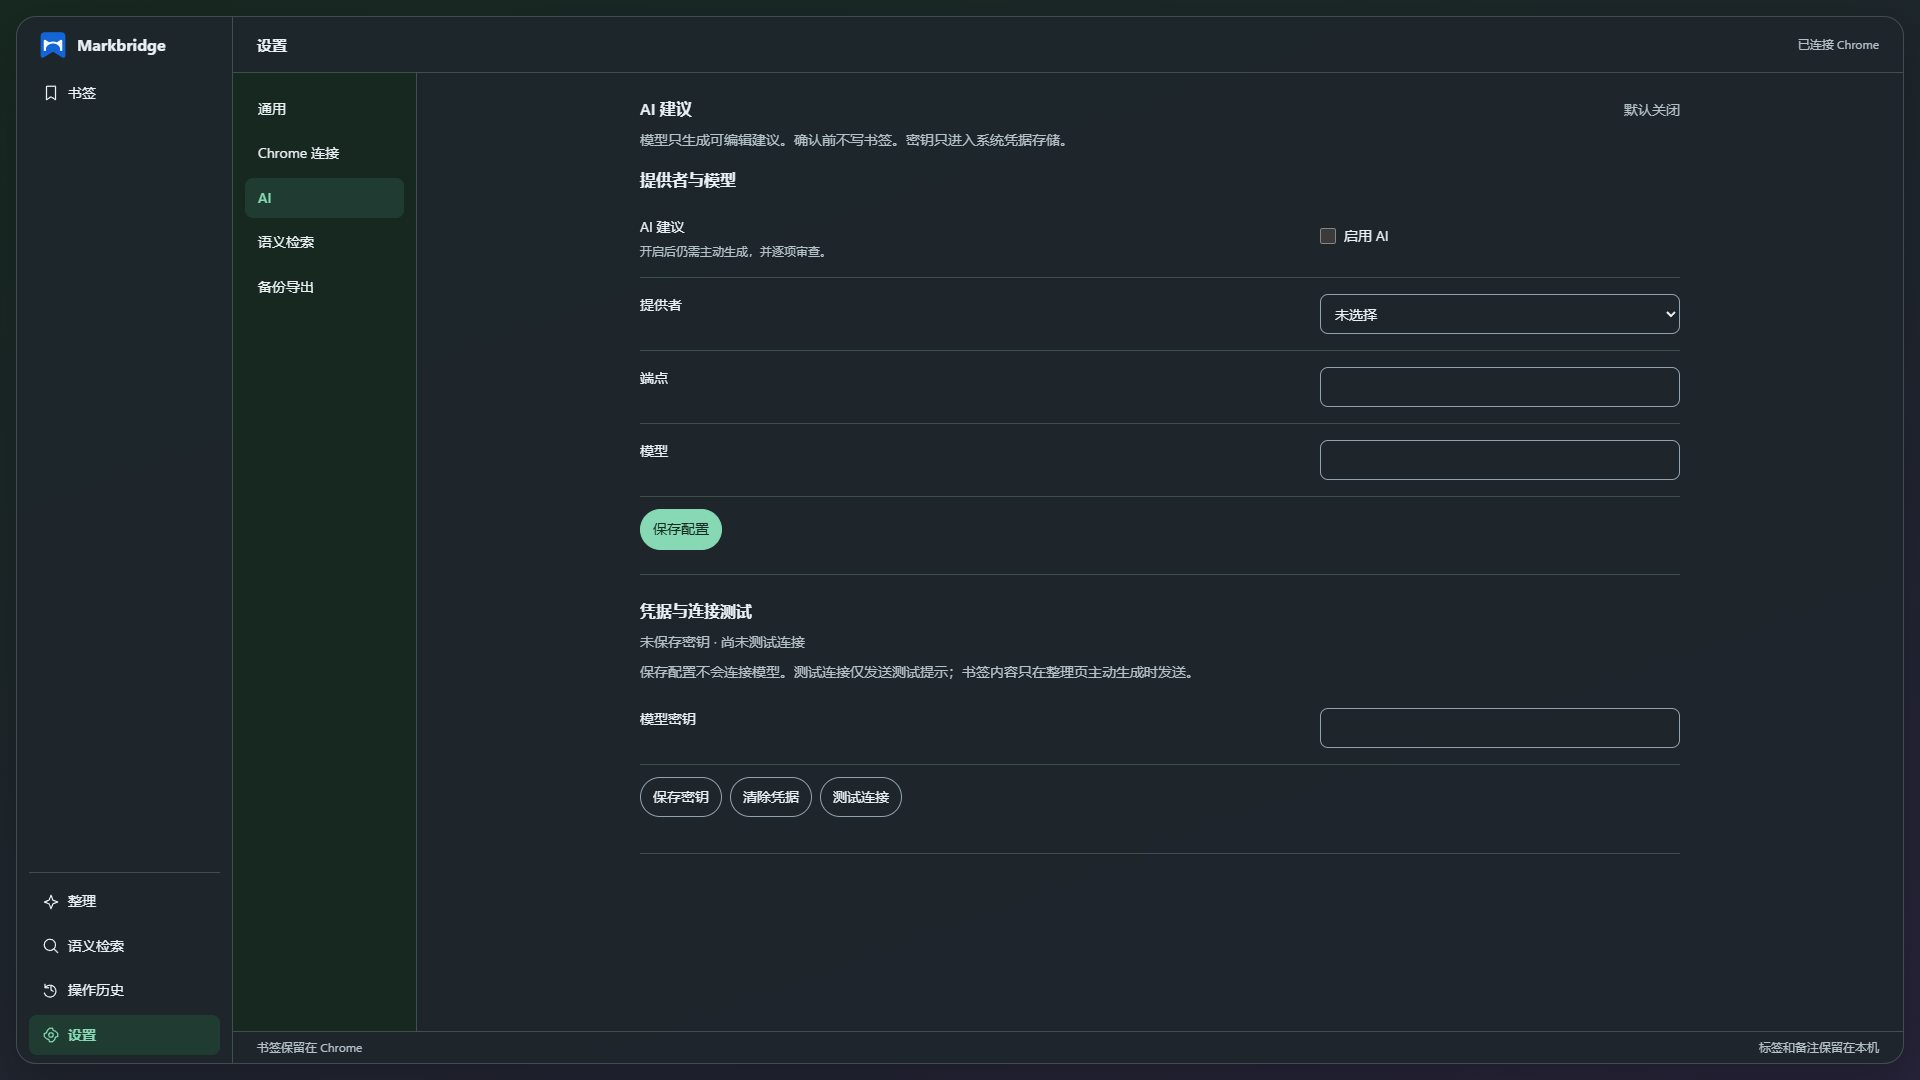 Markbridge
设置
已连接 Chrome
书签
通用
Chrome 连接
AI
语义检索
备份导出
AI 建议
默认关闭
模型只生成可编辑建议。确认前不写书签。密钥只进入系统凭据存储。
提供者与模型
AI 建议
开启后仍需主动生成，并逐项审查。
启用 AI
提供者
未选择
端点
模型
保存配置
凭据与连接测试
未保存密钥 · 尚未测试连接
保存配置不会连接模型。测试连接仅发送测试提示；书签内容只在整理页主动生成时发送。
模型密钥
保存密钥
清除凭据
测试连接
整理
语义检索
操作历史
设置
书签保留在 Chrome
标签和备注保留在本机